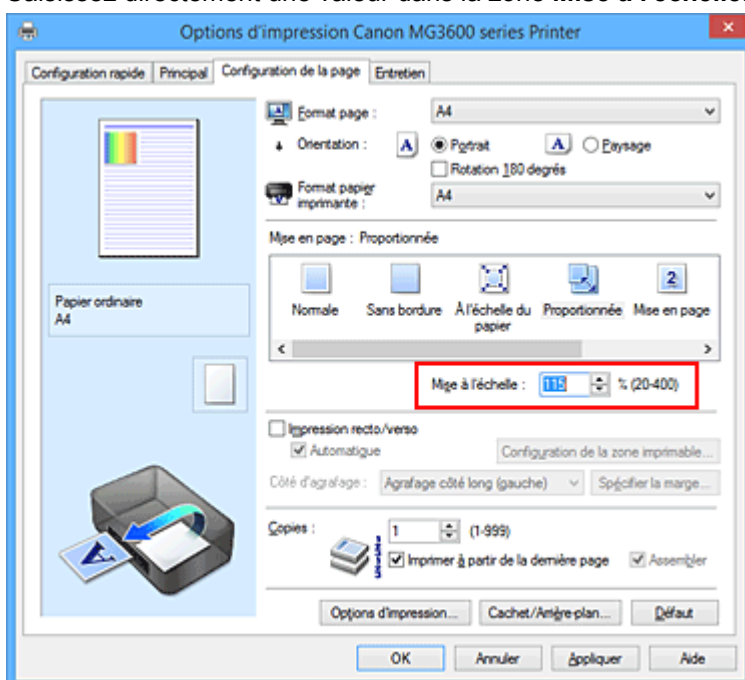 Options d'impression Canon MG3600 series Printer
Configuration rapide Principal Configuration de la page Entretien
Format page : A4
Orientation : A Portrait A Paysage
Rotation 180 degrés
Format papier imprimante : A4
Mise en page : Proportionnée
Papier ordinaire
A4
2
Normale Sans bordure À l'échelle du papier Proportionnée Mise en page
Mise à l'échelle : 115 % (20-400)
Impression recto/verso
Automatique Configuration de la zone imprimable...
Côté d'agrafage : Agrafage côté long (gauche) Spécifier la marge...
Copies : 1 (1-999)
Imprimer à partir de la dernière page Assembler
Options d'impression... Cachet/Arrière-plan... Défaut
OK Annuler Appliquer Aide